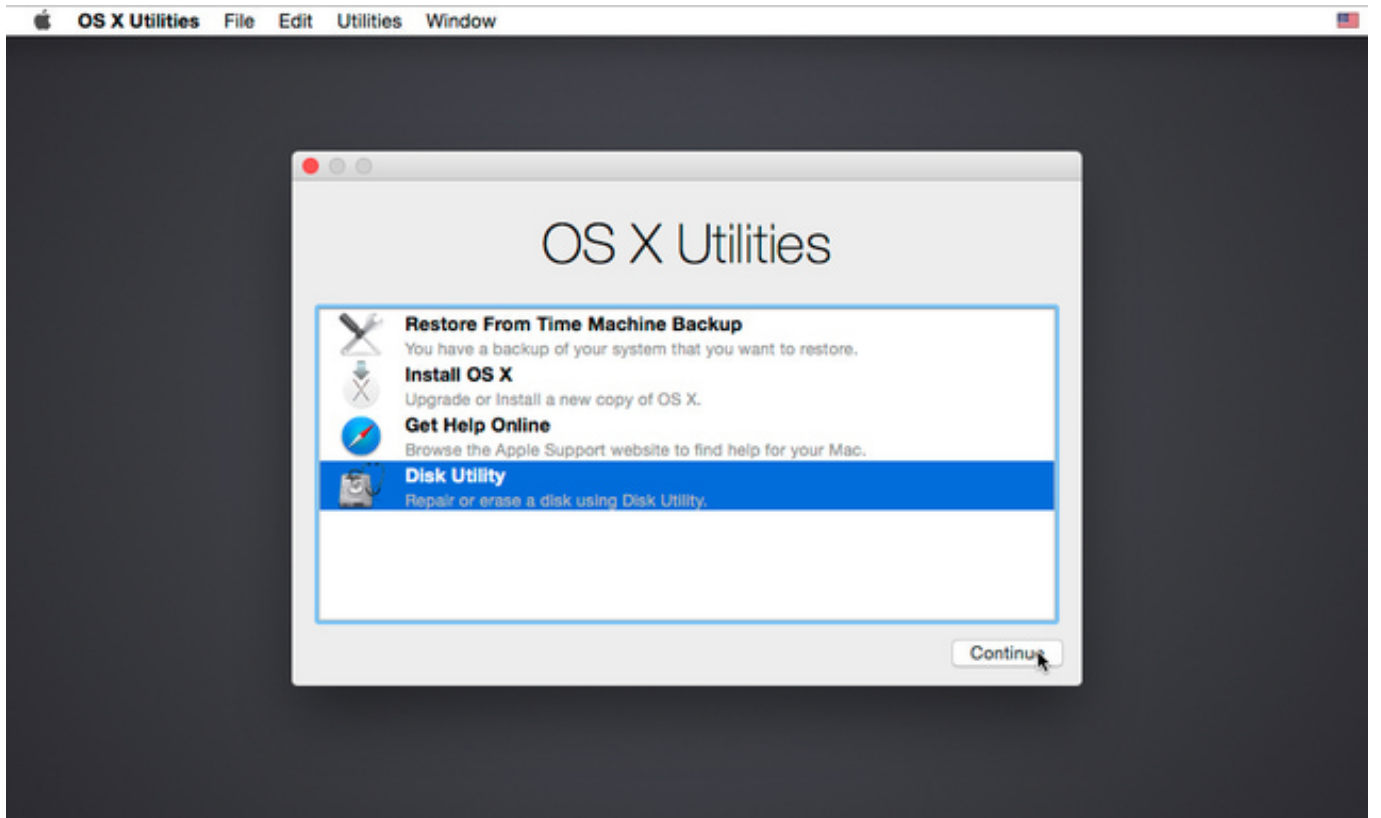 OS X Utilities File Edit Utilities Window
OS X Utilities
Restore From Time Machine Backup
You have a backup of your system that you want to restore.
Install OS X
Upgrade or Install a new copy of OS X.
Get Help Online
Browse the Apple Support website to find help for your Mac.
Disk Utility
Repair or erase a disk using Disk Utility.
Continue